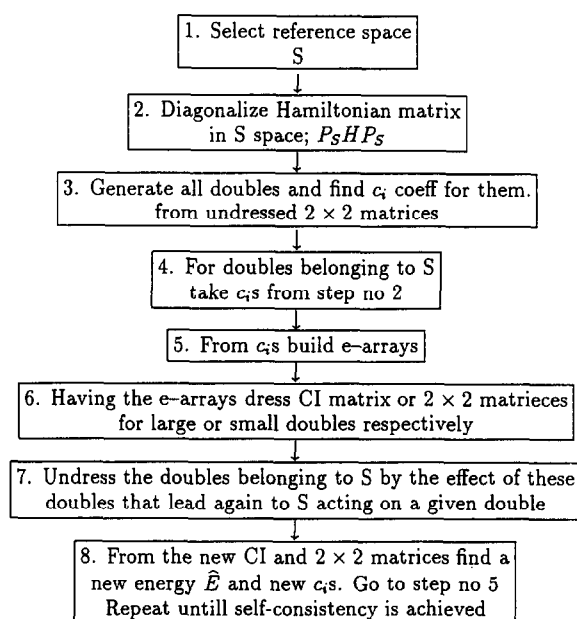 1. Select reference space
S
2. Diagonalize Hamiltonian matrix
in S space; $P_S H P_S$
3. Generate all doubles and find $c_i$ coeff for them.
from undressed 2 × 2 matrices
4. For doubles belonging to S
take $c_i$s from step no 2
5. From $c_i$s build e–arrays
6. Having the e–arrays dress CI matrix or 2 × 2 matrieces
for large or small doubles respectively
7. Undress the doubles belonging to S by the effect of these
doubles that lead again to S acting on a given double
8. From the new CI and 2 × 2 matrices find a
new energy $\widehat{E}$ and new $c_i$s. Go to step no 5
Repeat untill self-consistency is achieved